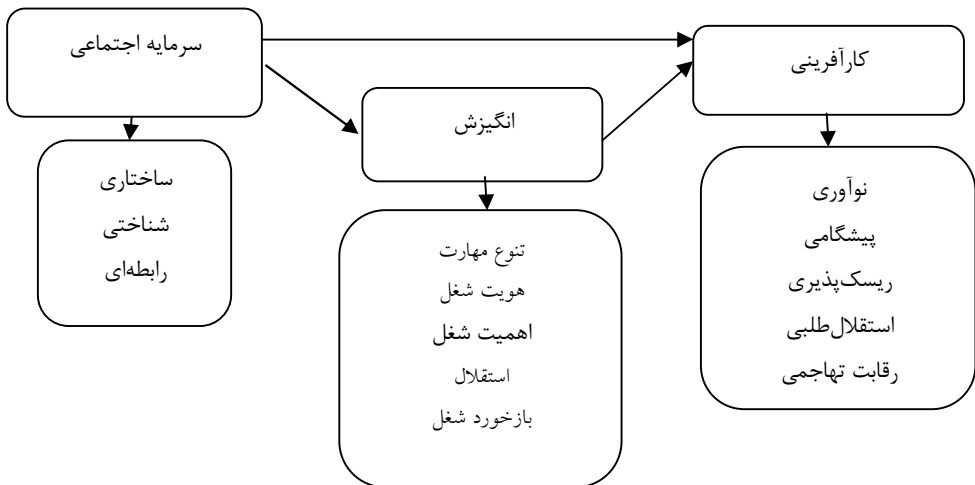 سرمایه اجتماعی
کارآفرینی
انگیزش
ساختاری
شناختی
رابطه‌ای
تنوع مهارت
هویت شغل
اهمیت شغل
استقلال
بازخورد شغل
نوآوری
پیشگامی
ریسک‌پذیری
استقلال‌طلبی
رقابت تهاجمی